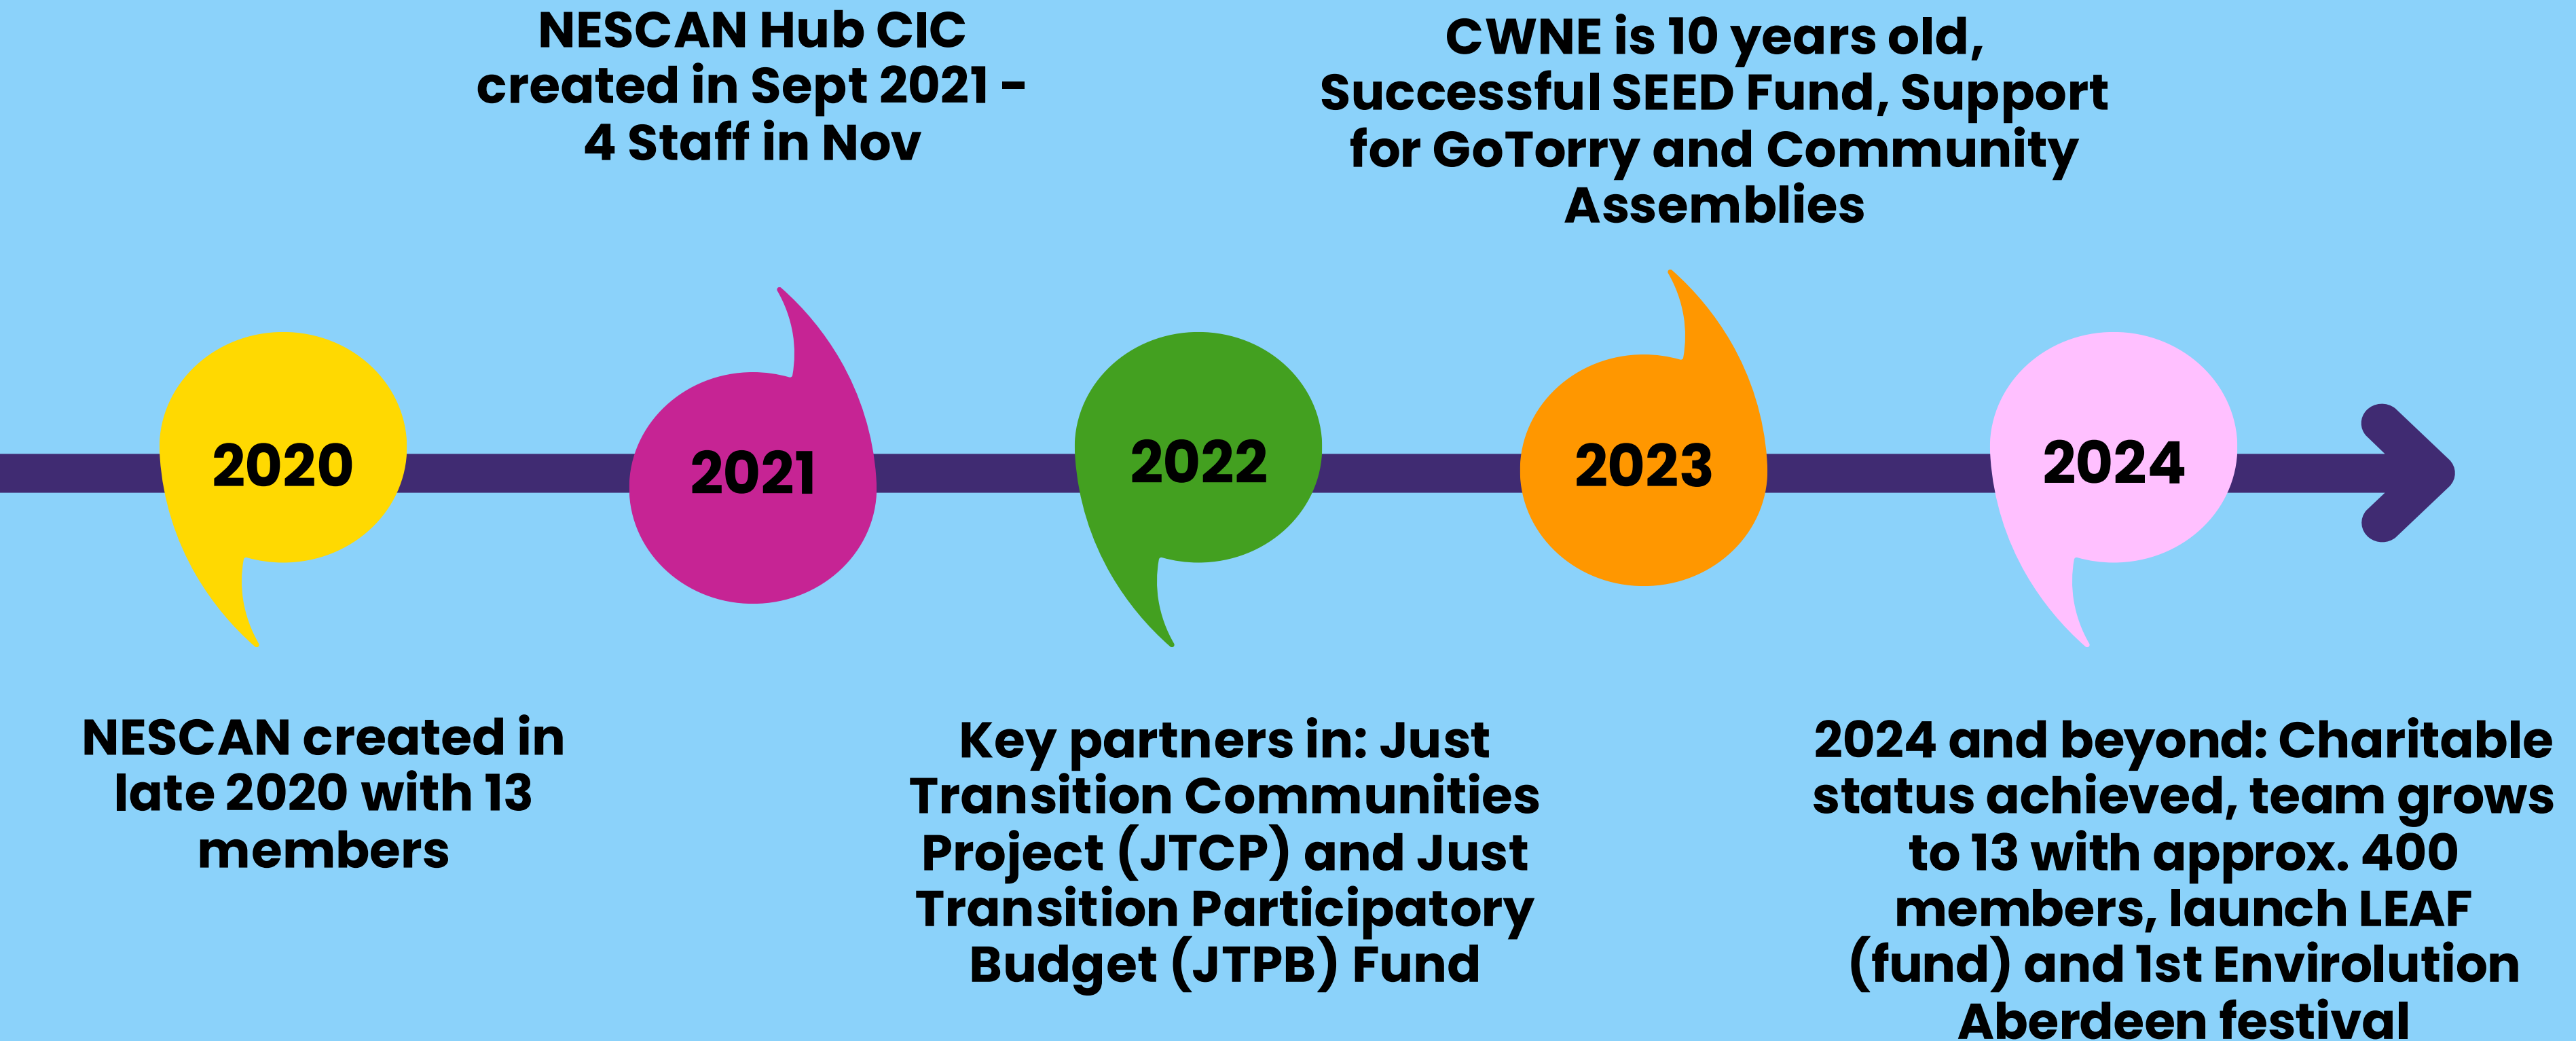 NESCAN Hub CIC
created in Sept 2021 -
4 Staff in Nov
CWNE is 10 years old,
Successful SEED Fund, Support
for GoTorry and Community
Assemblies
2020
2021
2022
2023
2024
NESCAN created in
late 2020 with 13
members
Key partners in: Just
Transition Communities
Project (JTCP) and Just
Transition Participatory
Budget (JTPB) Fund
2024 and beyond: Charitable
status achieved, team grows
to 13 with approx. 400
members, launch LEAF
(fund) and 1st Envirolution
Aberdeen festival